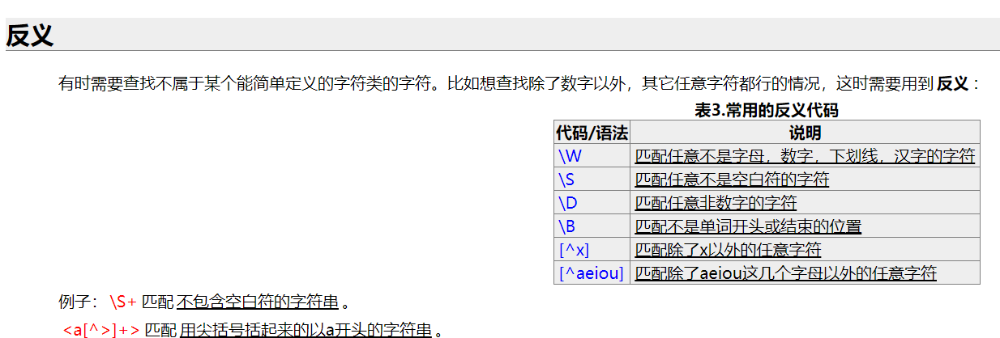 反义
有时需要查找不属于某个能简单定义的字符类的字符。比如想查找除了数字以外，其它任意字符都行的情况，这时需要用到 反义：
表3.常用的反义代码
代码/语法 说明
\W 匹配任意不是字母，数字，下划线，汉字的字符
\S 匹配任意不是空白符的字符
\D 匹配任意非数字的字符
\B 匹配不是单词开头或结束的位置
[^x] 匹配除了x以外的任意字符
[^aeiou] 匹配除了aeiou这几个字母以外的任意字符
例子： \S+ 匹配 不包含空白符的字符串 。
<a[^>]+> 匹配 用尖括号括起来的以a开头的字符串 。